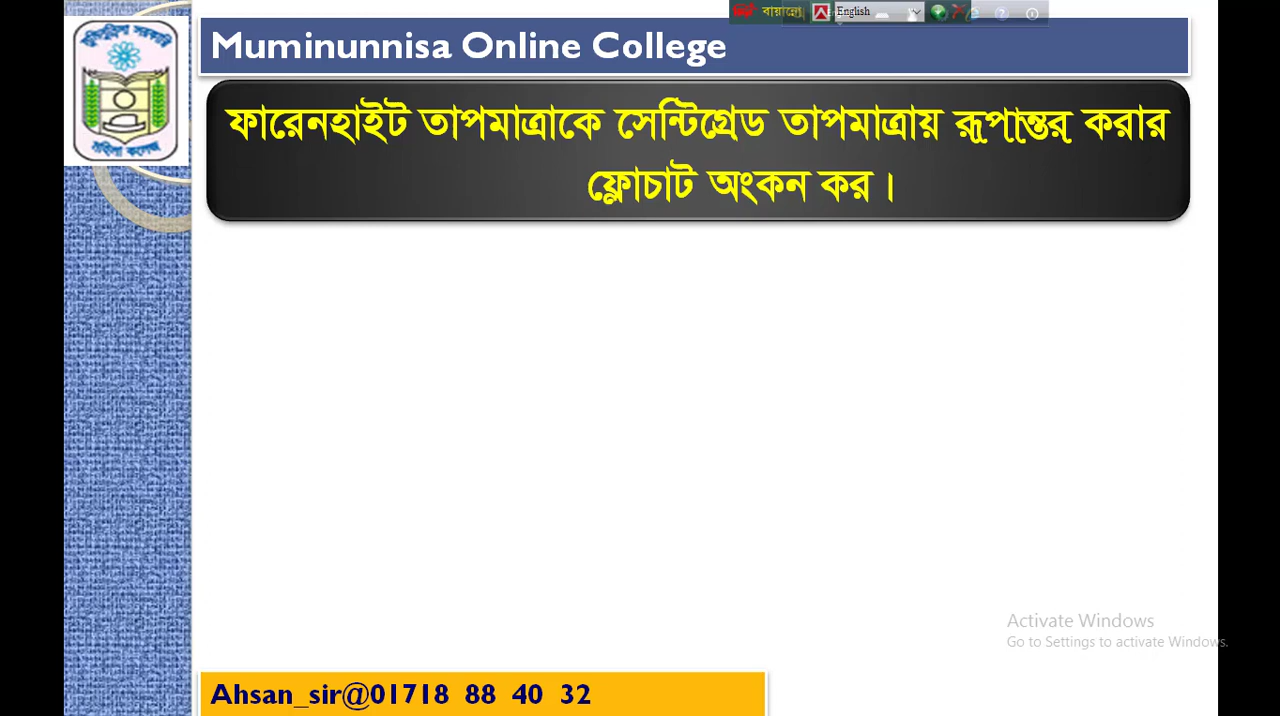 বায়ান্নো English
Muminunnisa Online College
ফারেনহাইট তাপমাত্রাকে সেন্টিগ্রেড তাপমাত্রায় রূপান্তর করার
ফ্লোচাট অংকন কর।
Activate Windows
Go to Settings to activate Windows.
Ahsan_sir@01718 88 40 32